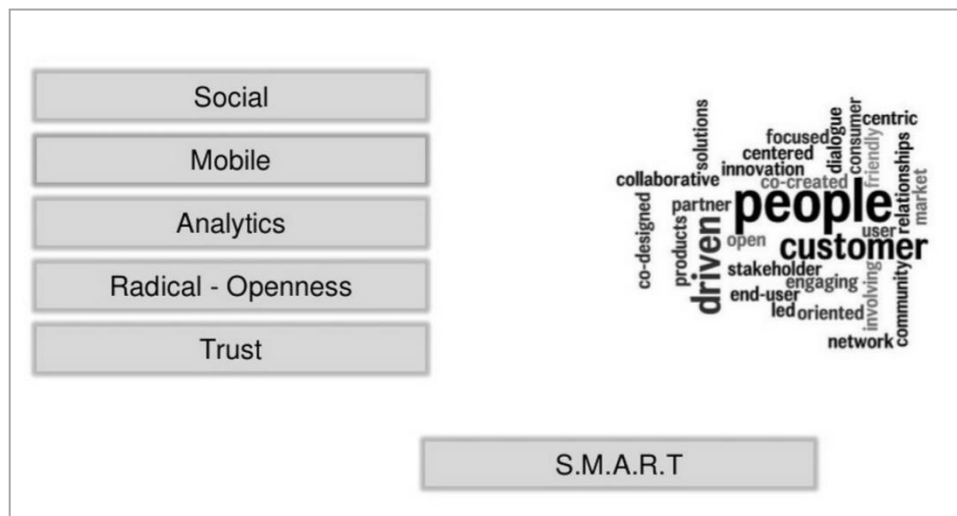 Social
Mobile
Analytics
Radical - Openness
Trust
solutions
focused
dialogue
consumer
centric
centered
innovation
friendly
relationships
collaborative
co-created
market
co-designed
partner
people
products
driven
open
user
customer
stakeholder
engaging
end-user
involving
community
led
oriented
network
S.M.A.R.T